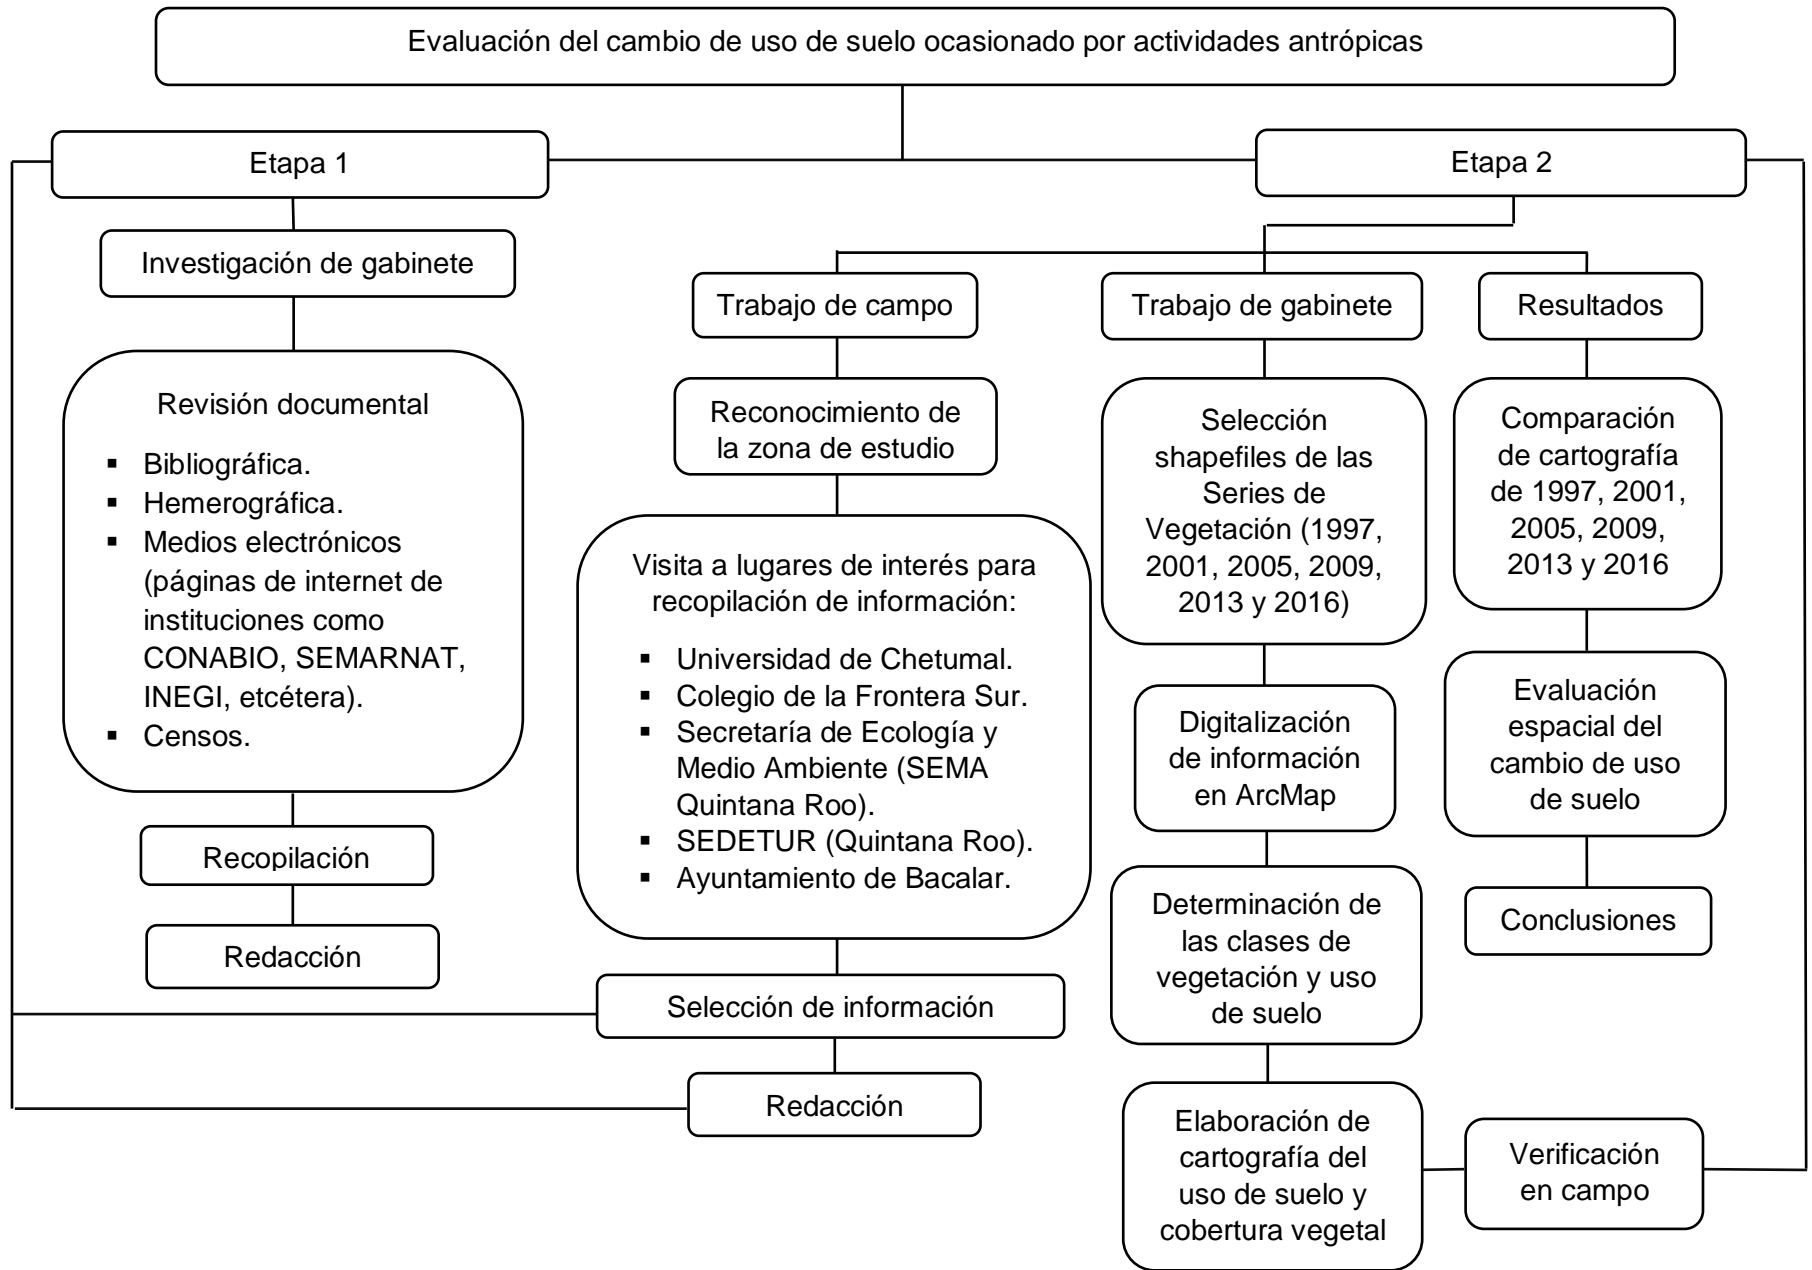 Evaluación del cambio de uso de suelo ocasionado por actividades antrópicas
Etapa 1
Investigación de gabinete
Revisión documental
▪ Bibliográfica.
▪ Hemerográfica.
▪ Medios electrónicos
(páginas de internet de
instituciones como
CONABIO, SEMARNAT,
INEGI, etcétera).
▪ Censos.
Recopilación
Redacción
Etapa 2
Trabajo de campo
Reconocimiento de
la zona de estudio
Visita a lugares de interés para
recopilación de información:
▪ Universidad de Chetumal.
▪ Colegio de la Frontera Sur.
▪ Secretaría de Ecología y
Medio Ambiente (SEMA
Quintana Roo).
▪ SEDETUR (Quintana Roo).
▪ Ayuntamiento de Bacalar.
Selección de información
Redacción
Trabajo de gabinete
Selección
shapefiles de las
Series de
Vegetación (1997,
2001, 2005, 2009,
2013 y 2016)
Digitalización
de información
en ArcMap
Determinación de
las clases de
vegetación y uso
de suelo
Elaboración de
cartografía del
uso de suelo y
cobertura vegetal
Verificación
en campo
Resultados
Comparación
de cartografía
de 1997, 2001,
2005, 2009,
2013 y 2016
Evaluación
espacial del
cambio de uso
de suelo
Conclusiones